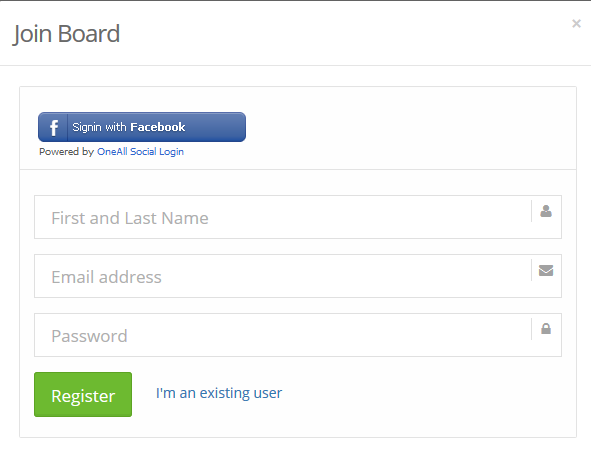 Join Board
×
f Signin with Facebook
Powered by OneAll Social Login
First and Last Name
Email address
Password
Register I'm an existing user